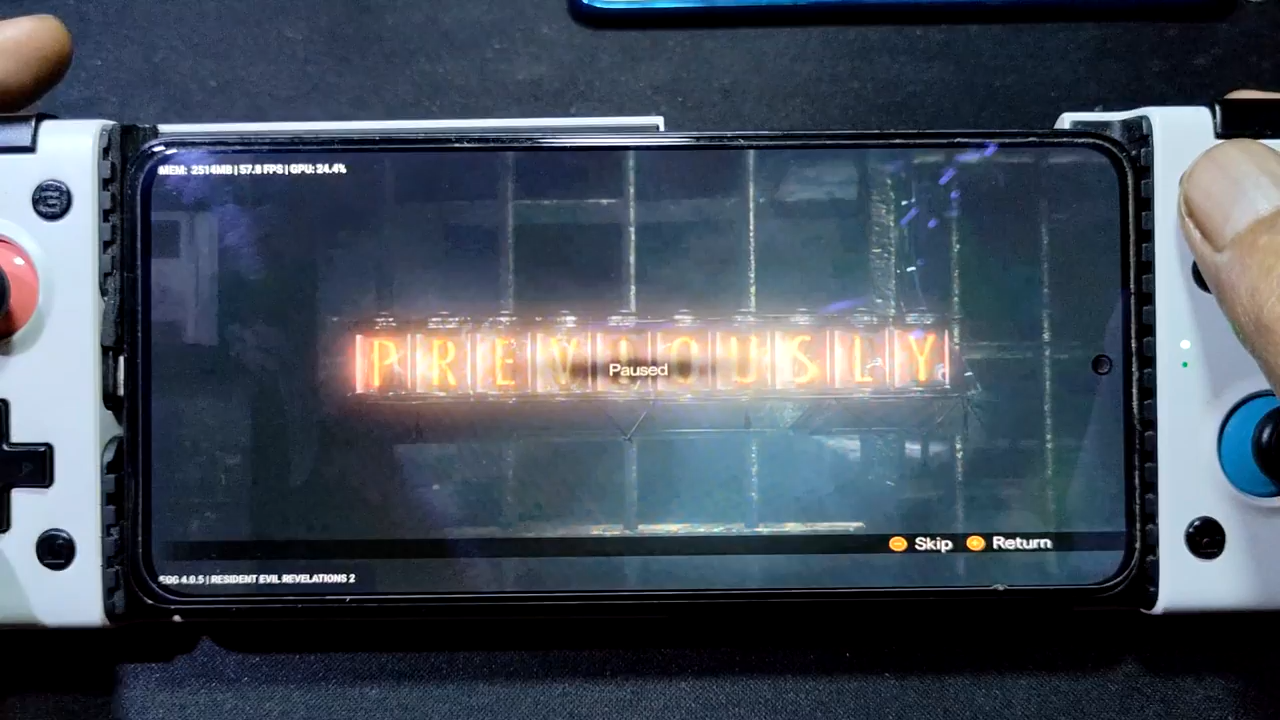 MEM: 2514MB | 57.8 FPS | GPU: 24.4%
PREVIOUSLY
Paused
Skip
Return
EGG 4.0.5 | RESIDENT EVIL REVELATIONS 2